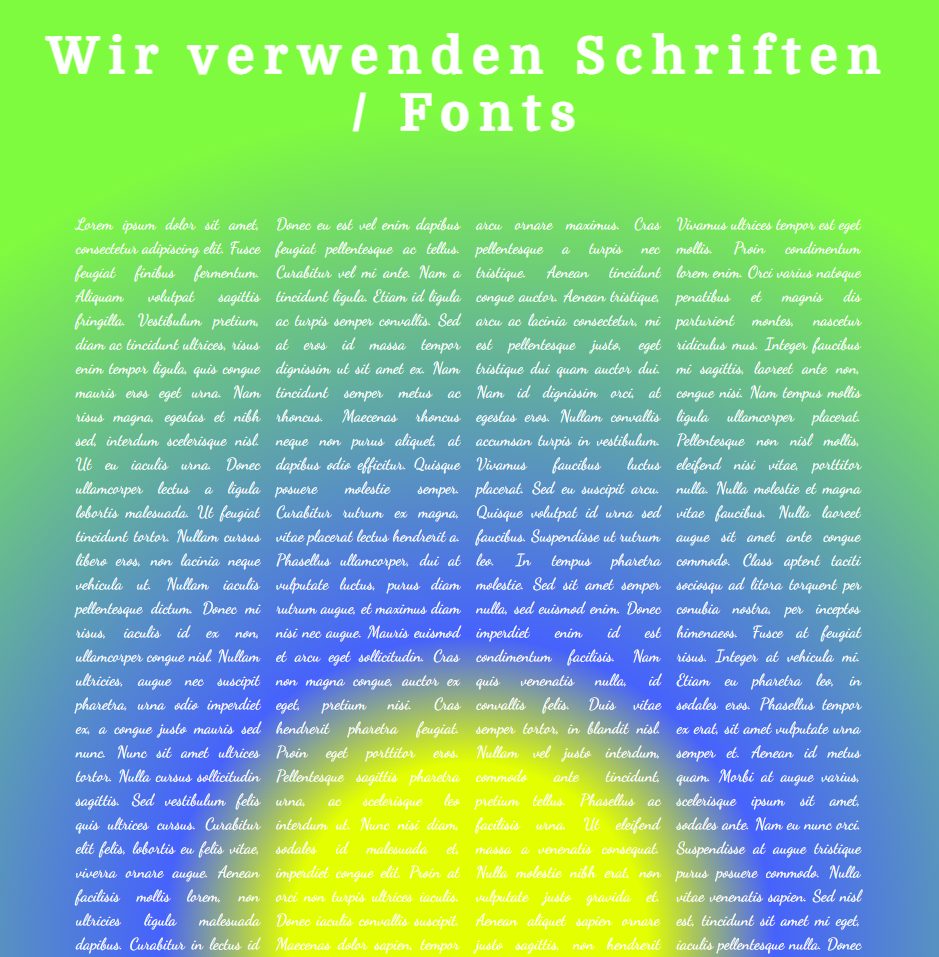 Wir verwenden Schriften
/ Fonts
Lorem ipsum dolor sit amet,
consectetur adipiscing elit. Fusce
feugiat finibus fermentum.
Aliquam volutpat sagittis
fringilla. Vestibulum pretium,
diam ac tincidunt ultrices, risus
enim tempor ligula, quis congue
mauris eros eget urna. Nam
risus magna, egestas et nibh
sed, interdum scelerisque nisl.
Ut eu iaculis urna. Donec
ullamcorper lectus a ligula
lobortis malesuada. Ut feugiat
tincidunt tortor. Nullam cursus
libero eros, non lacinia neque
vehicula ut. Nullam iaculis
pellentesque dictum. Donec mi
risus, iaculis id ex non,
ullamcorper congue nisl. Nullam
ultricies, augue nec suscipit
pharetra, urna odio imperdiet
ex, a congue justo mauris sed
nunc. Nunc sit amet ultrices
tortor. Nulla cursus sollicitudin
sagittis. Sed vestibulum felis
quis ultrices cursus. Curabitur
elit felis, lobortis eu felis vitae,
viverra ornare augue. Aenean
facilisis mollis lorem, non
ultricies ligula malesuada
dapibus. Curabitur in lectus id
Donec eu est vel enim dapibus
feugiat pellentesque ac tellus.
Curabitur vel mi ante. Nam a
tincidunt ligula. Etiam id ligula
ac turpis semper convallis. Sed
at eros id massa tempor
dignissim ut sit amet ex. Nam
tincidunt semper metus ac
rhoncus. Maecenas rhoncus
neque non purus aliquet, at
dapibus odio efficitur. Quisque
posuere molestie semper.
Curabitur rutrum ex magna,
vitae placerat lectus hendrerit a.
Phasellus ullamcorper, dui at
vulputate luctus, purus diam
rutrum augue, et maximus diam
nisi nec augue. Mauris euismod
et arcu eget sollicitudin. Cras
non magna congue, auctor ex
eget, pretium nisi. Cras
hendrerit pharetra feugiat.
Proin eget porttitor eros.
Pellentesque sagittis pharetra
urna, ac scelerisque leo
interdum ut. Nunc nisi diam,
sodales id malesuada et,
imperdiet congue elit. Proin at
orci non turpis ultrices iaculis.
Donec iaculis convallis suscipit.
Maecenas dolor sapien, tempor
arcu ornare maximus. Cras
pellentesque a turpis nec
tristique. Aenean tincidunt
congue auctor. Aenean tristique,
arcu ac lacinia consectetur, mi
est pellentesque justo, eget
tristique dui quam auctor dui.
Nam id dignissim orci, at
egestas eros. Nullam convallis
accumsan turpis in vestibulum.
Vivamus faucibus luctus
placerat. Sed eu suscipit arcu.
Quisque volutpat id urna sed
faucibus. Suspendisse ut rutrum
leo. In tempus pharetra
molestie. Sed sit amet semper
nulla, sed euismod enim. Donec
imperdiet enim id est
condimentum facilisis. Nam
quis venenatis nulla, id
convallis felis. Duis vitae
semper tortor, in blandit nisl.
Nullam vel justo interdum,
commodo ante tincidunt,
pretium tellus. Phasellus ac
facilisis urna. Ut eleifend
massa a venenatis consequat.
Nulla molestie nibh erat, non
vulputate justo gravida et.
Aenean aliquet sapien ornare
justo sagittis, non hendrerit
Vivamus ultrices tempor est eget
mollis. Proin condimentum
lorem enim. Orci varius natoque
penatibus et magnis dis
parturient montes, nascetur
ridiculus mus. Integer faucibus
mi sagittis, laoreet ante non,
congue nisi. Nam tempus mollis
ligula ullamcorper placerat.
Pellentesque non nisl mollis,
eleifend nisi vitae, porttitor
nulla. Nulla molestie et magna
vitae faucibus. Nulla laoreet
augue sit amet ante congue
commodo. Class aptent taciti
sociosqu ad litora torquent per
conubia nostra, per inceptos
himenaeos. Fusce at feugiat
risus. Integer at vehicula mi.
Etiam eu pharetra leo, in
sodales eros. Phasellus tempor
ex erat, sit amet vulputate urna
semper et. Aenean id metus
quam. Morbi at augue varius,
scelerisque ipsum sit amet,
sodales ante. Nam eu nunc orci.
Suspendisse at augue tristique
purus posuere commodo. Nulla
vitae venenatis sapien. Sed nisl
est, tincidunt sit amet mi eget,
iaculis pellentesque nulla. Donec